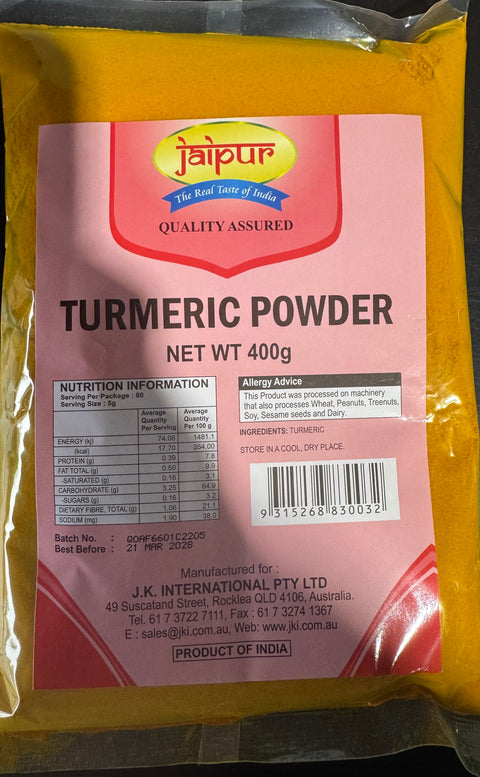 jaipur
The Real Taste of India
QUALITY ASSURED
TURMERIC POWDER
NET WT 400g
NUTRITION INFORMATION
Serving Per Package : 80
Serving Size : 5g
Average Quantity Per Serving Average Quantity Per 100 g
ENERGY (kj) 74.06 1481.1
(kcal) 17.70 354.00
PROTEIN (g) 0.39 7.8
FAT TOTAL (g) 0.50 9.9
-SATURATED (g) 0.16 3.1
CARBOHYDRATE (g) 3.25 64.9
-SUGARS (g) 0.16 3.2
DIETARY FIBRE, TOTAL (g) 1.06 21.1
SODIUM (mg) 1.90 38.0
Allergy Advice
This Product was processed on machinery
that also processes Wheat, Peanuts, Treenuts,
Soy, Sesame seeds and Dairy.
INGREDIENTS: TURMERIC
STORE IN A COOL, DRY PLACE.
9 315268 830032
Batch No. : QOAF6601C2205
Best Before : 21 MAR 2028
Manufactured for :
J.K. INTERNATIONAL PTY LTD
49 Suscatand Street, Rocklea QLD 4106, Australia.
Tel. 61 7 3722 7111, Fax : 61 7 3274 1367
E : sales@jki.com.au, Web: www.jki.com.au
PRODUCT OF INDIA